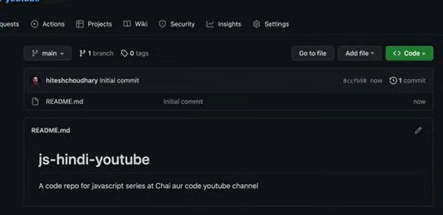 youtube
quests Actions Projects Wiki Security Insights Settings
main 1 branch 0 tags Go to file Add file Code
hiteshchoudhary Initial commit now 1 commit
README.md Initial commit now
README.md
js-hindi-youtube
A code repo for javascript series at Chai aur code youtube channel